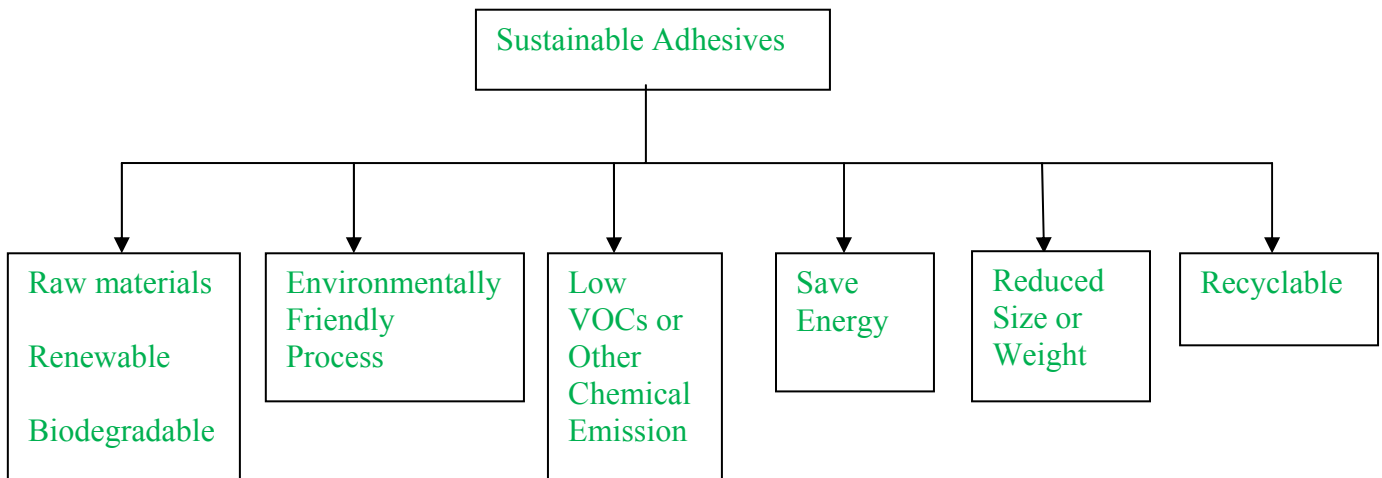 Sustainable Adhesives
Raw materials
Renewable
Biodegradable
Environmentally
Friendly
Process
Low
VOCs or
Other
Chemical
Emission
Save
Energy
Reduced
Size or
Weight
Recyclable